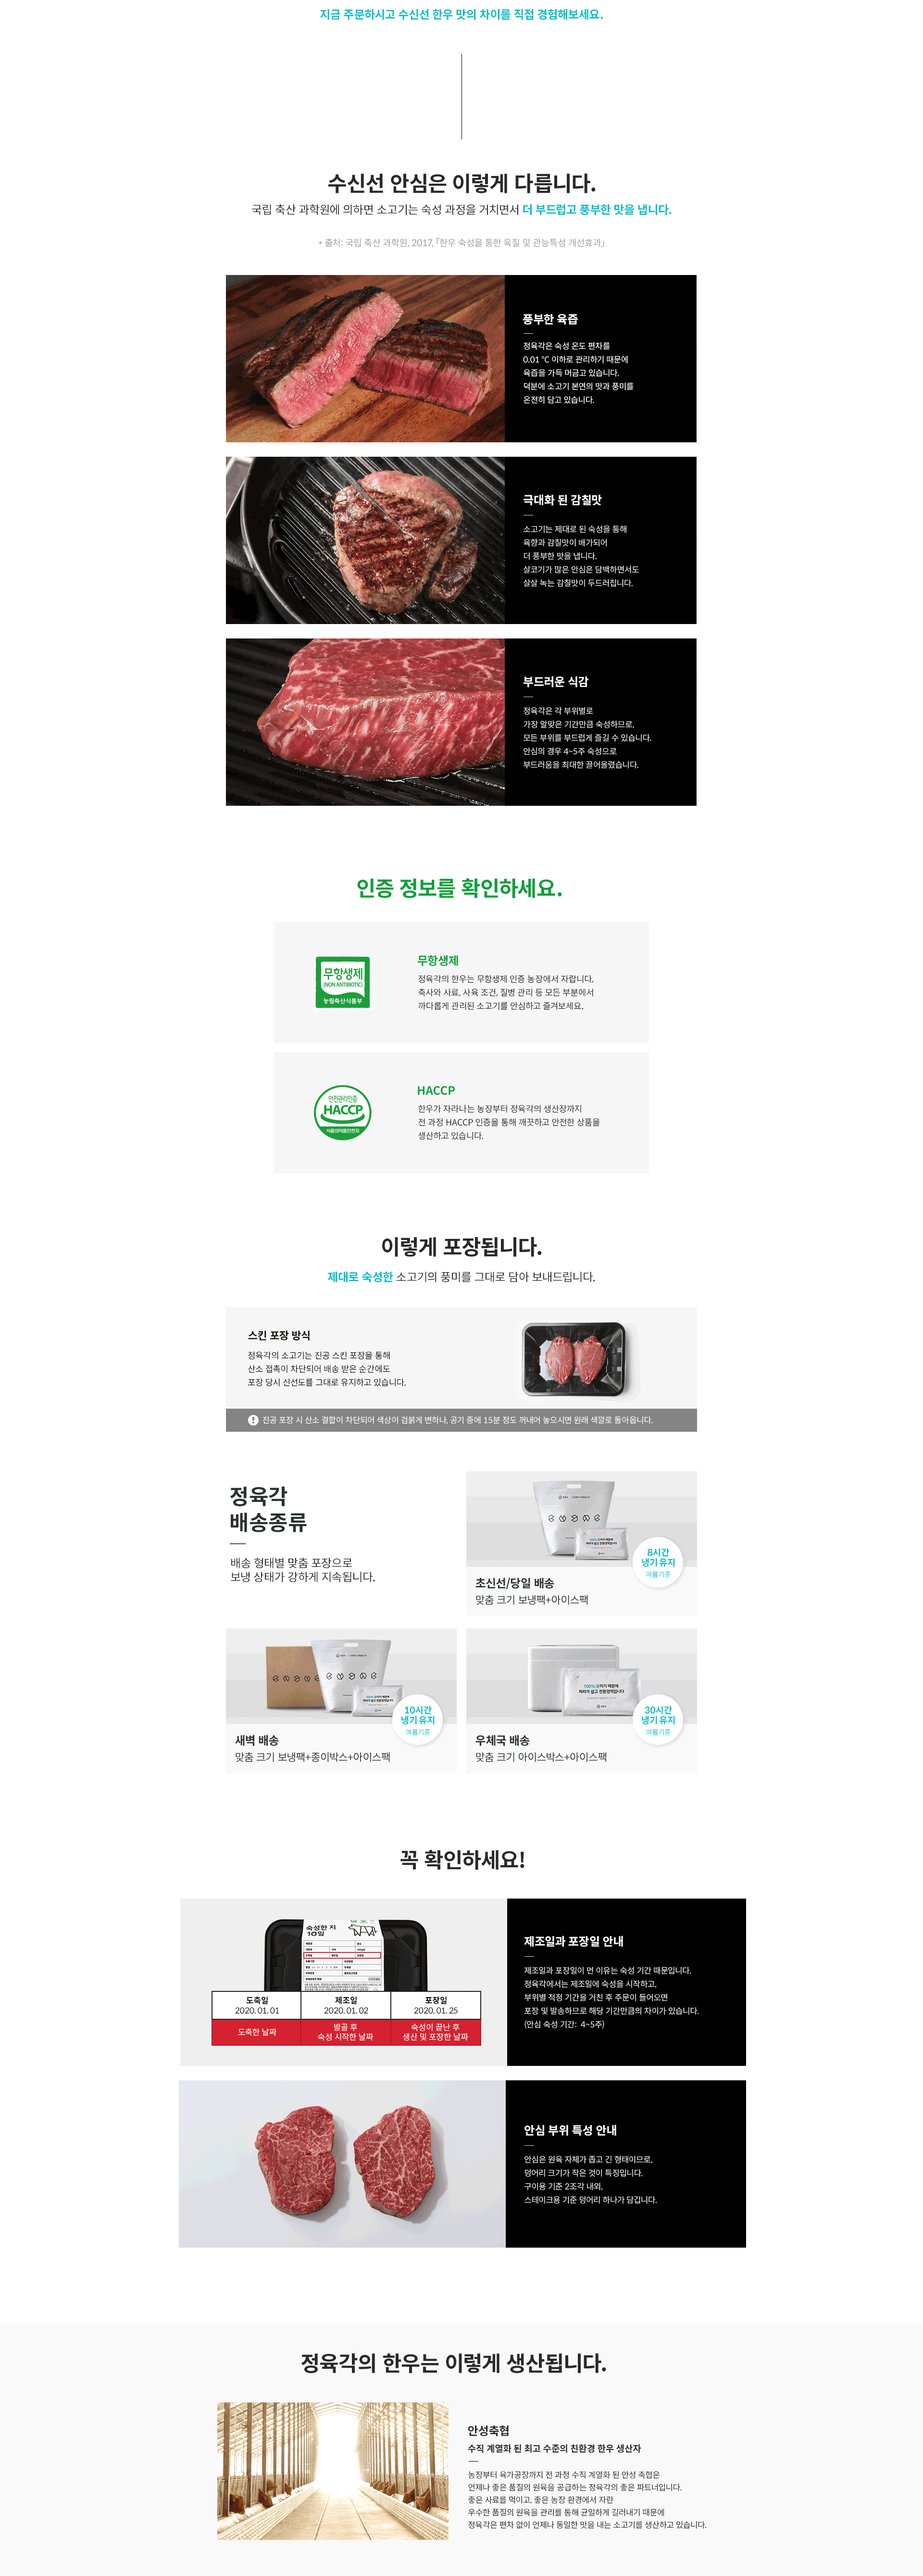 지금 주문하시고 수신선 한우 맛의 차이를 직접 경험해보세요.
수신선 안심은 이렇게 다릅니다.
국립 축산 과학원에 의하면 소고기는 숙성 과정을 거치면서 더 부드럽고 풍부한 맛을 냅니다.
* 출처: 국립 축산 과학원, 2017, 「한우 숙성을 통한 육질 및 관능특성 개선효과」
풍부한 육즙
정육각은 숙성 온도 편차를
0.01 ℃ 이하로 관리하기 때문에
육즙을 가득 머금고 있습니다.
덕분에 소고기 본연의 맛과 풍미를
온전히 담고 있습니다.
극대화 된 감칠맛
소고기는 제대로 된 숙성을 통해
육향과 감칠맛이 배가되어
더 풍부한 맛을 냅니다.
살코기가 많은 안심은 담백하면서도
살살 녹는 감칠맛이 두드러집니다.
부드러운 식감
정육각은 각 부위별로
가장 알맞은 기간만큼 숙성하므로,
모든 부위를 부드럽게 즐길 수 있습니다.
안심의 경우 4~5주 숙성으로
부드러움을 최대한 끌어올렸습니다.
인증 정보를 확인하세요.
무항생제
(NON ANTIBIOTIC)
농림축산식품부
무항생제
정육각의 한우는 무항생제 인증 농장에서 자랍니다.
축사와 사료, 사육 조건, 질병 관리 등 모든 부분에서
까다롭게 관리된 소고기를 안심하고 즐겨보세요.
안전관리인증
HACCP
식품의약품안전처
HACCP
한우가 자라나는 농장부터 정육각의 생산장까지
전 과정 HACCP 인증을 통해 깨끗하고 안전한 상품을
생산하고 있습니다.
이렇게 포장됩니다.
제대로 숙성한 소고기의 풍미를 그대로 담아 보내드립니다.
스킨 포장 방식
정육각의 소고기는 진공 스킨 포장을 통해
산소 접촉이 차단되어 배송 받은 순간에도
포장 당시 신선도를 그대로 유지하고 있습니다.
진공 포장 시 산소 결합이 차단되어 색상이 검붉게 변하나, 공기 중에 15분 정도 꺼내어 놓으시면 원래 색깔로 돌아옵니다.
정육각
배송종류
배송 형태별 맞춤 포장으로
보냉 상태가 강하게 지속됩니다.
8시간
냉기 유지
여름기준
초신선/당일 배송
맞춤 크기 보냉팩+아이스팩
10시간
냉기 유지
여름기준
새벽 배송
맞춤 크기 보냉팩+종이박스+아이스팩
100% 물이기 때문에
처리가 쉽고 친환경적입니다
30시간
냉기 유지
여름기준
우체국 배송
맞춤 크기 아이스박스+아이스팩
꼭 확인하세요!
숙성한 지
10일
도축일
2020. 01. 01
제조일
2020. 01. 02
포장일
2020. 01. 25
도축한 날짜
발골 후
숙성 시작한 날짜
숙성이 끝난 후
생산 및 포장한 날짜
제조일과 포장일 안내
제조일과 포장일이 먼 이유는 숙성 기간 때문입니다.
정육각에서는 제조일에 숙성을 시작하고,
부위별 적정 기간을 거친 후 주문이 들어오면
포장 및 발송하므로 해당 기간만큼의 차이가 있습니다.
(안심 숙성 기간: 4~5주)
안심 부위 특성 안내
안심은 원육 자체가 좁고 긴 형태이므로,
덩어리 크기가 작은 것이 특징입니다.
구이용 기준 2조각 내외,
스테이크용 기준 덩어리 하나가 담깁니다.
정육각의 한우는 이렇게 생산됩니다.
안성축협
수직 계열화 된 최고 수준의 친환경 한우 생산자
농장부터 육가공장까지 전 과정 수직 계열화 된 안성 축협은
언제나 좋은 품질의 원육을 공급하는 정육각의 좋은 파트너입니다.
좋은 사료를 먹이고, 좋은 농장 환경에서 자란
우수한 품질의 원육을 관리를 통해 균일하게 길러내기 때문에
정육각은 편차 없이 언제나 동일한 맛을 내는 소고기를 생산하고 있습니다.